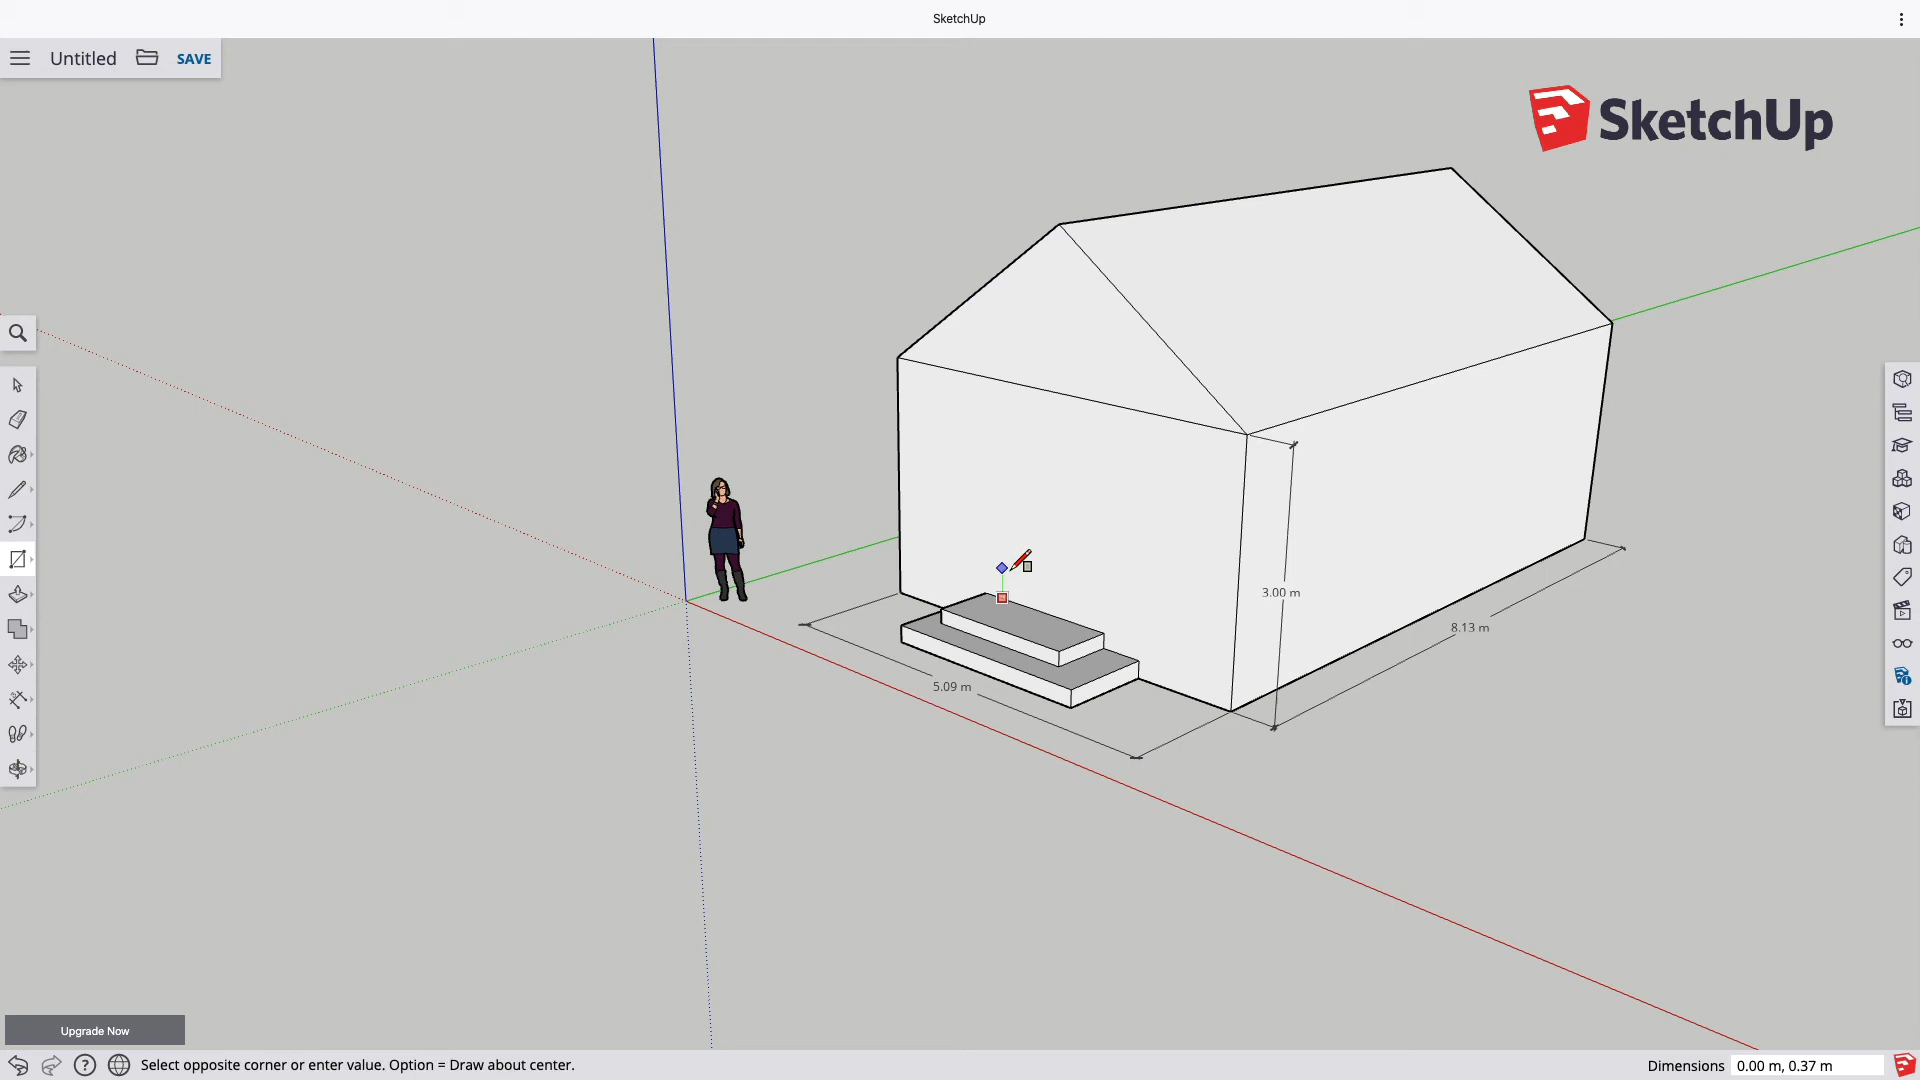 SketchUp
Untitled
SAVE
SketchUp
3.00 m
8.13 m
5.09 m
Upgrade Now
Select opposite corner or enter value. Option = Draw about center.
Dimensions 0.00 m, 0.37 m